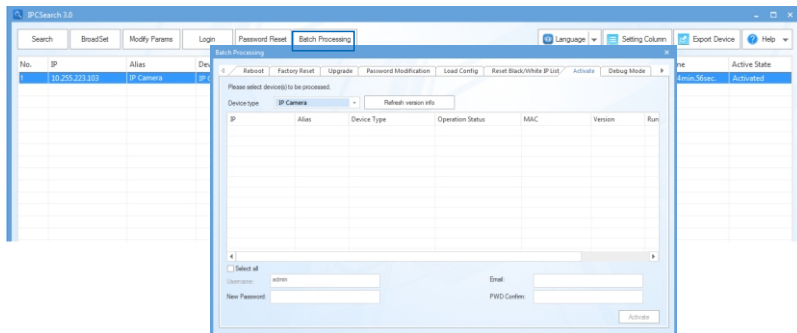 IPCSearch 3.0
Search BroadSet Modify Params Login Password Reset Batch Processing Language Setting Column Export Device Help
Batch Processing
No. IP Alias Dev me Active State
1 10.255.223.103 IP Camera IP C 4min.56sec. Activated
Reboot Factory Reset Upgrade Password Modification Load Config Reset Black/White IP List Activate Debug Mode
Please select device(s) to be processed.
Device type: IP Camera Refresh version info
IP Alias Device Type Operation Status MAC Version Run
Select all
Username: admin Email:
New Password: PWD Confirm:
Activate